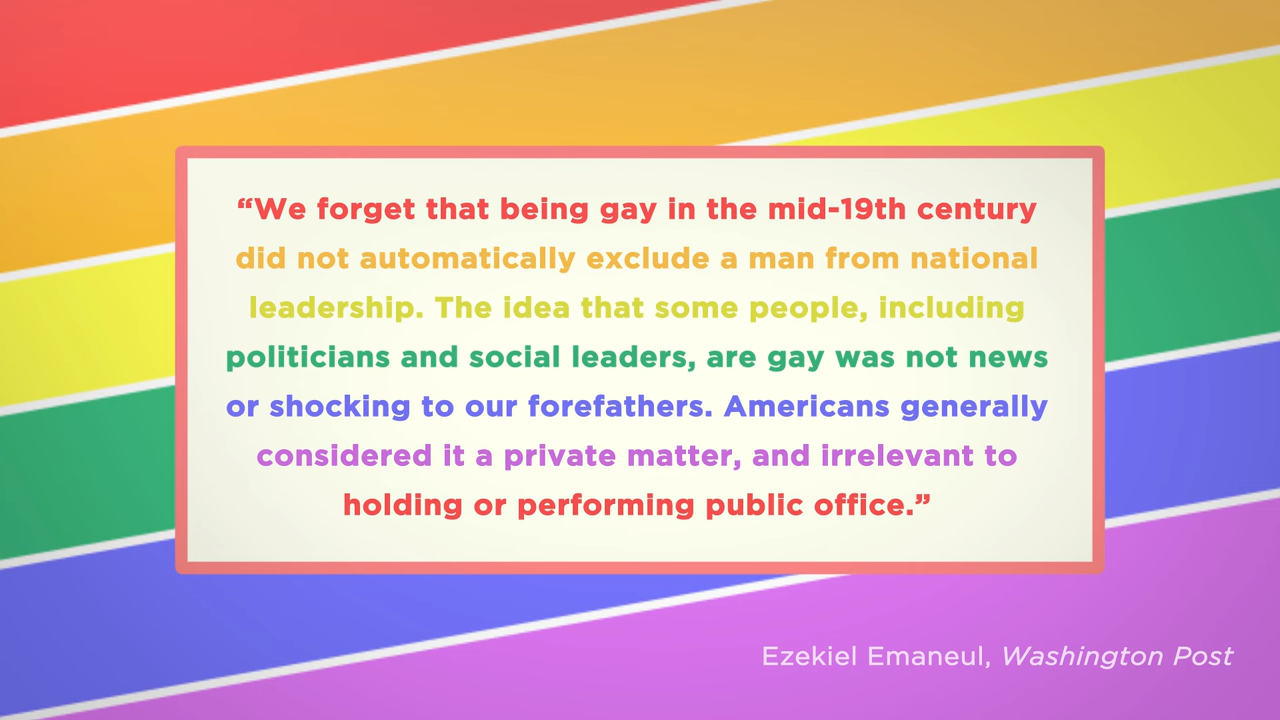 “We forget that being gay in the mid-19th century
did not automatically exclude a man from national
leadership. The idea that some people, including
politicians and social leaders, are gay was not news
or shocking to our forefathers. Americans generally
considered it a private matter, and irrelevant to
holding or performing public office.”
Ezekiel Emaneul, Washington Post